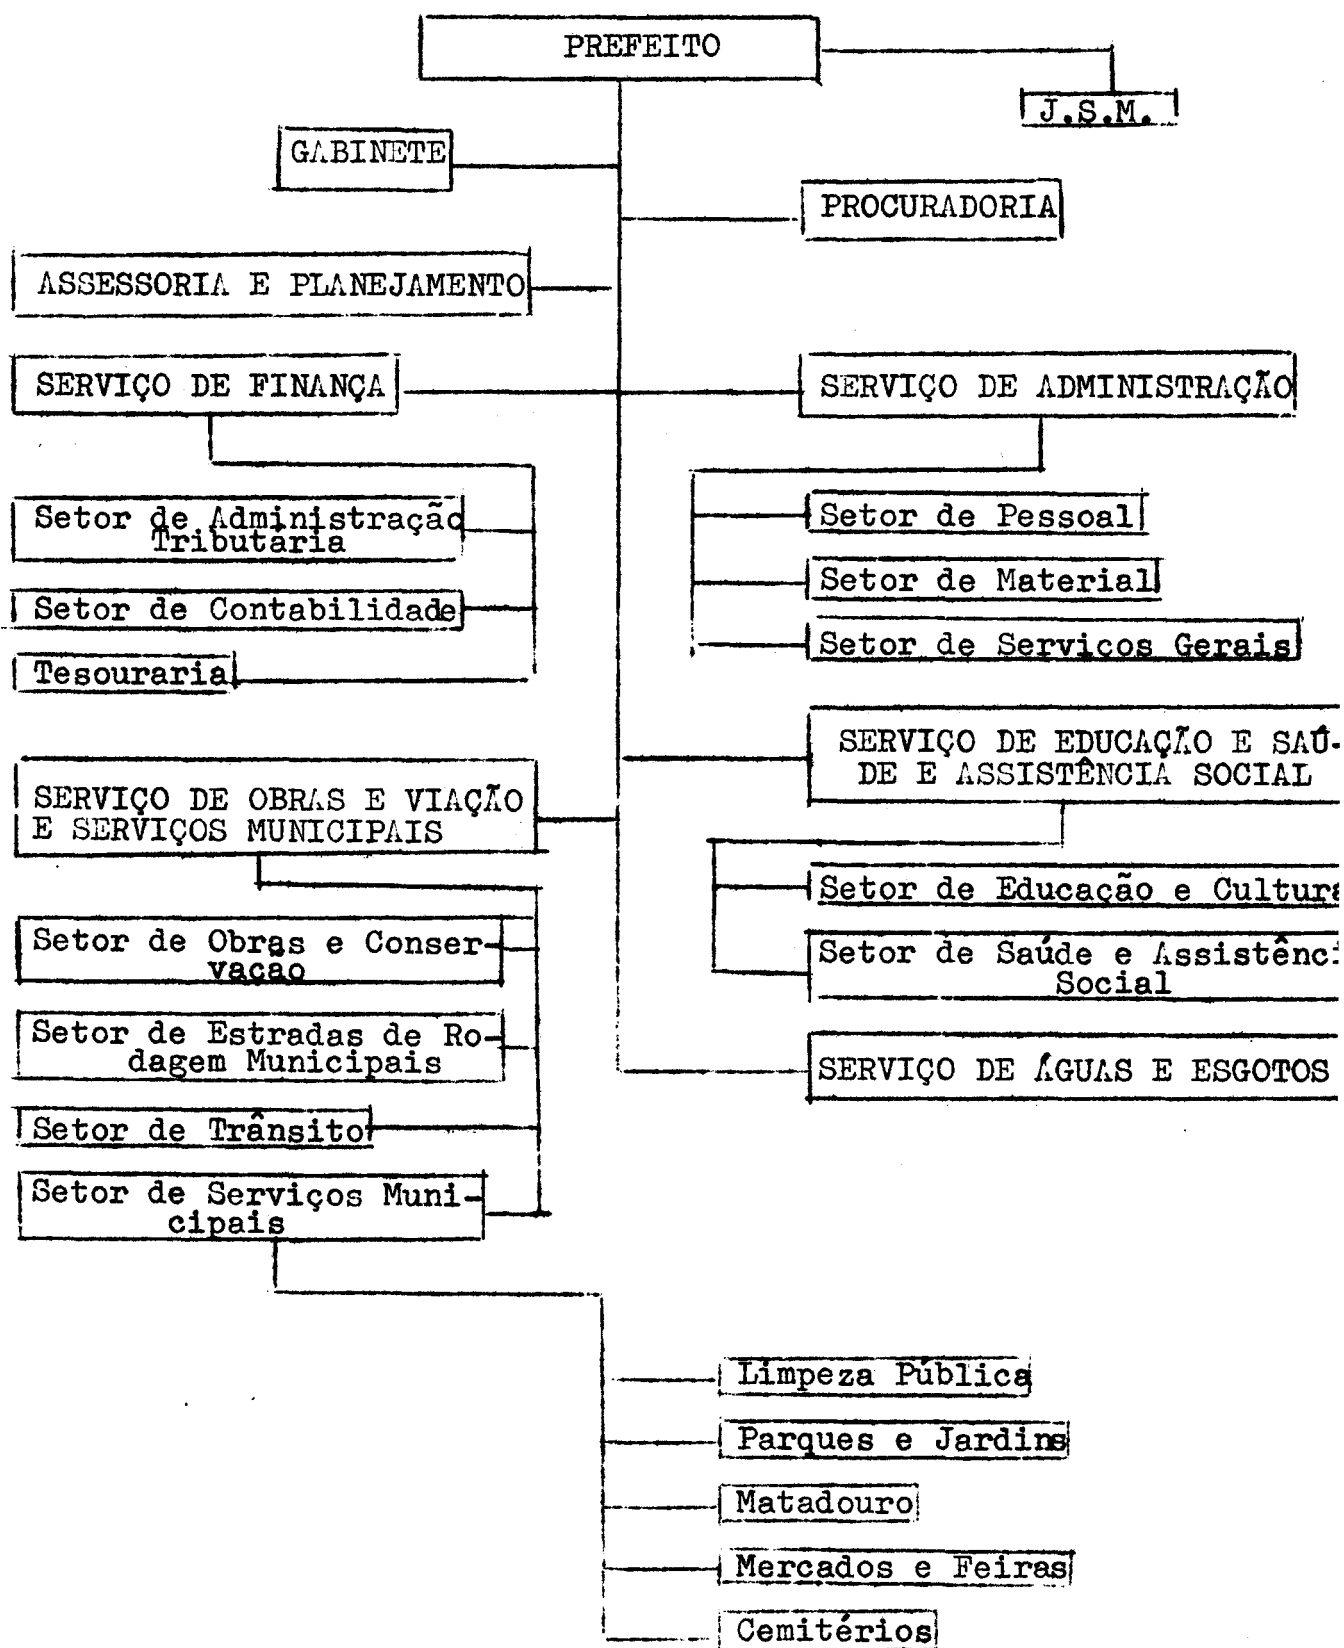 PREFEITO
J.S.M.
GABINETE
PROCURADORIA
ASSESSORIA E PLANEJAMENTO
SERVIÇO DE FINANÇA
SERVIÇO DE ADMINISTRAÇÃO
Setor de Administração
Tributária
Setor de Contabilidade
Tesouraria
Setor de Pessoal
Setor de Material
Setor de Servicos Gerais
SERVIÇO DE OBRAS E VIAÇÃO
E SERVIÇOS MUNICIPAIS
SERVIÇO DE EDUCAÇÃO E SAÚ-
DE E ASSISTÊNCIA SOCIAL
Setor de Educação e Cultura
Setor de Saúde e Assistênci
Social
SERVIÇO DE ÁGUAS E ESGOTOS
Setor de Obras e Conser-
vação
Setor de Estradas de Ro-
dagem Municipais
Setor de Trânsito
Setor de Serviços Muni-
cipais
Limpeza Pública
Parques e Jardins
Matadouro
Mercados e Feiras
Cemitérios